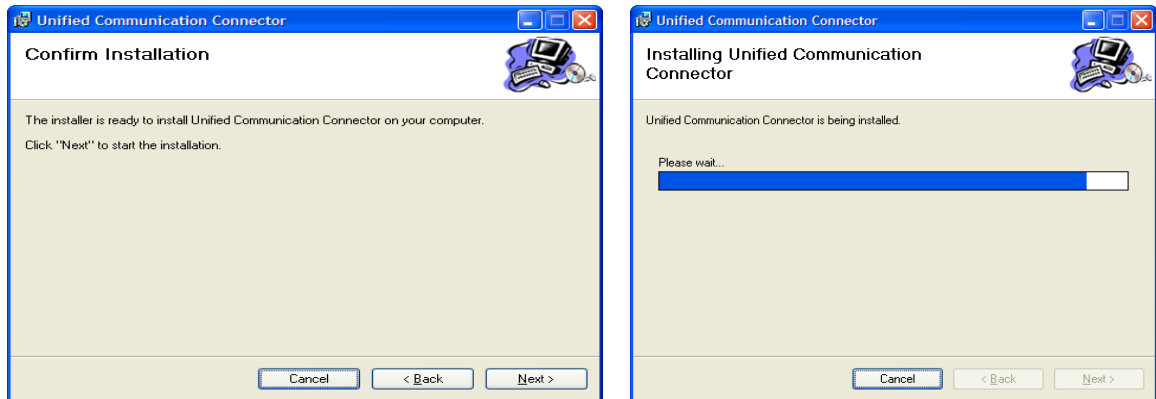 Unified Communication Connector
Confirm Installation
The installer is ready to install Unified Communication Connector on your computer.
Click "Next" to start the installation.
Cancel
< Back
Next >
Unified Communication Connector
Installing Unified Communication
Connector
Unified Communication Connector is being installed.
Please wait...
Cancel
< Back
Next >